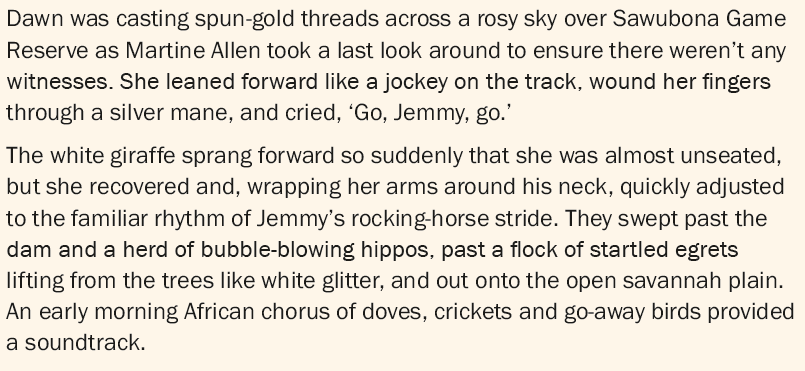 Dawn was casting spun-gold threads across a rosy sky over Sawubona Game
Reserve as Martine Allen took a last look around to ensure there weren’t any
witnesses. She leaned forward like a jockey on the track, wound her fingers
through a silver mane, and cried, ‘Go, Jemmy, go.’
The white giraffe sprang forward so suddenly that she was almost unseated,
but she recovered and, wrapping her arms around his neck, quickly adjusted
to the familiar rhythm of Jemmy’s rocking-horse stride. They swept past the
dam and a herd of bubble-blowing hippos, past a flock of startled egrets
lifting from the trees like white glitter, and out onto the open savannah plain.
An early morning African chorus of doves, crickets and go-away birds provided
a soundtrack.